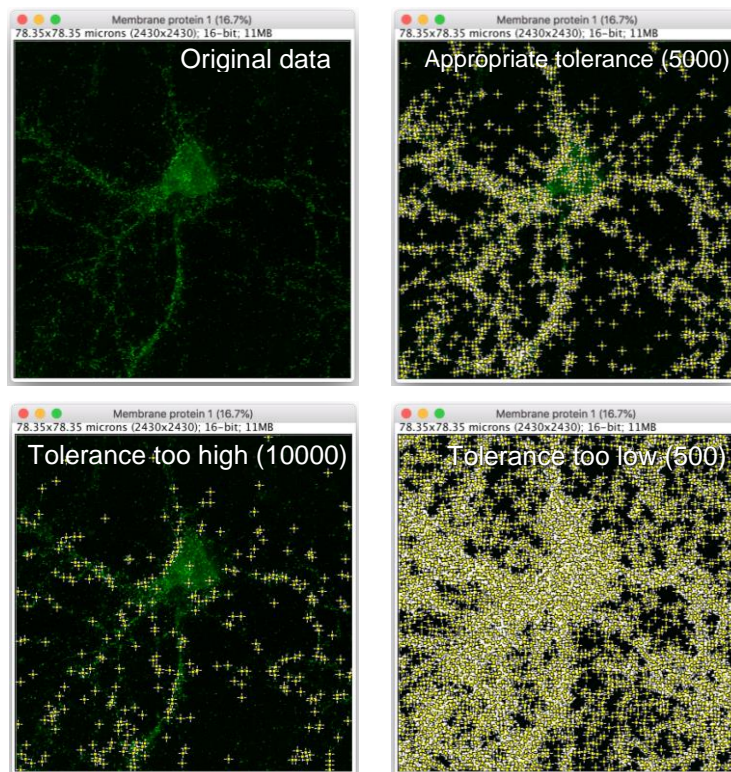 Membrane protein 1 (16.7%)
78.35x78.35 microns (2430x2430); 16-bit; 11MB
Original data
Membrane protein 1 (16.7%)
78.35x78.35 microns (2430x2430); 16-bit; 11MB
Appropriate tolerance (5000)
Membrane protein 1 (16.7%)
78.35x78.35 microns (2430x2430); 16-bit; 11MB
Tolerance too high (10000)
Membrane protein 1 (16.7%)
78.35x78.35 microns (2430x2430); 16-bit; 11MB
Tolerance too low (500)